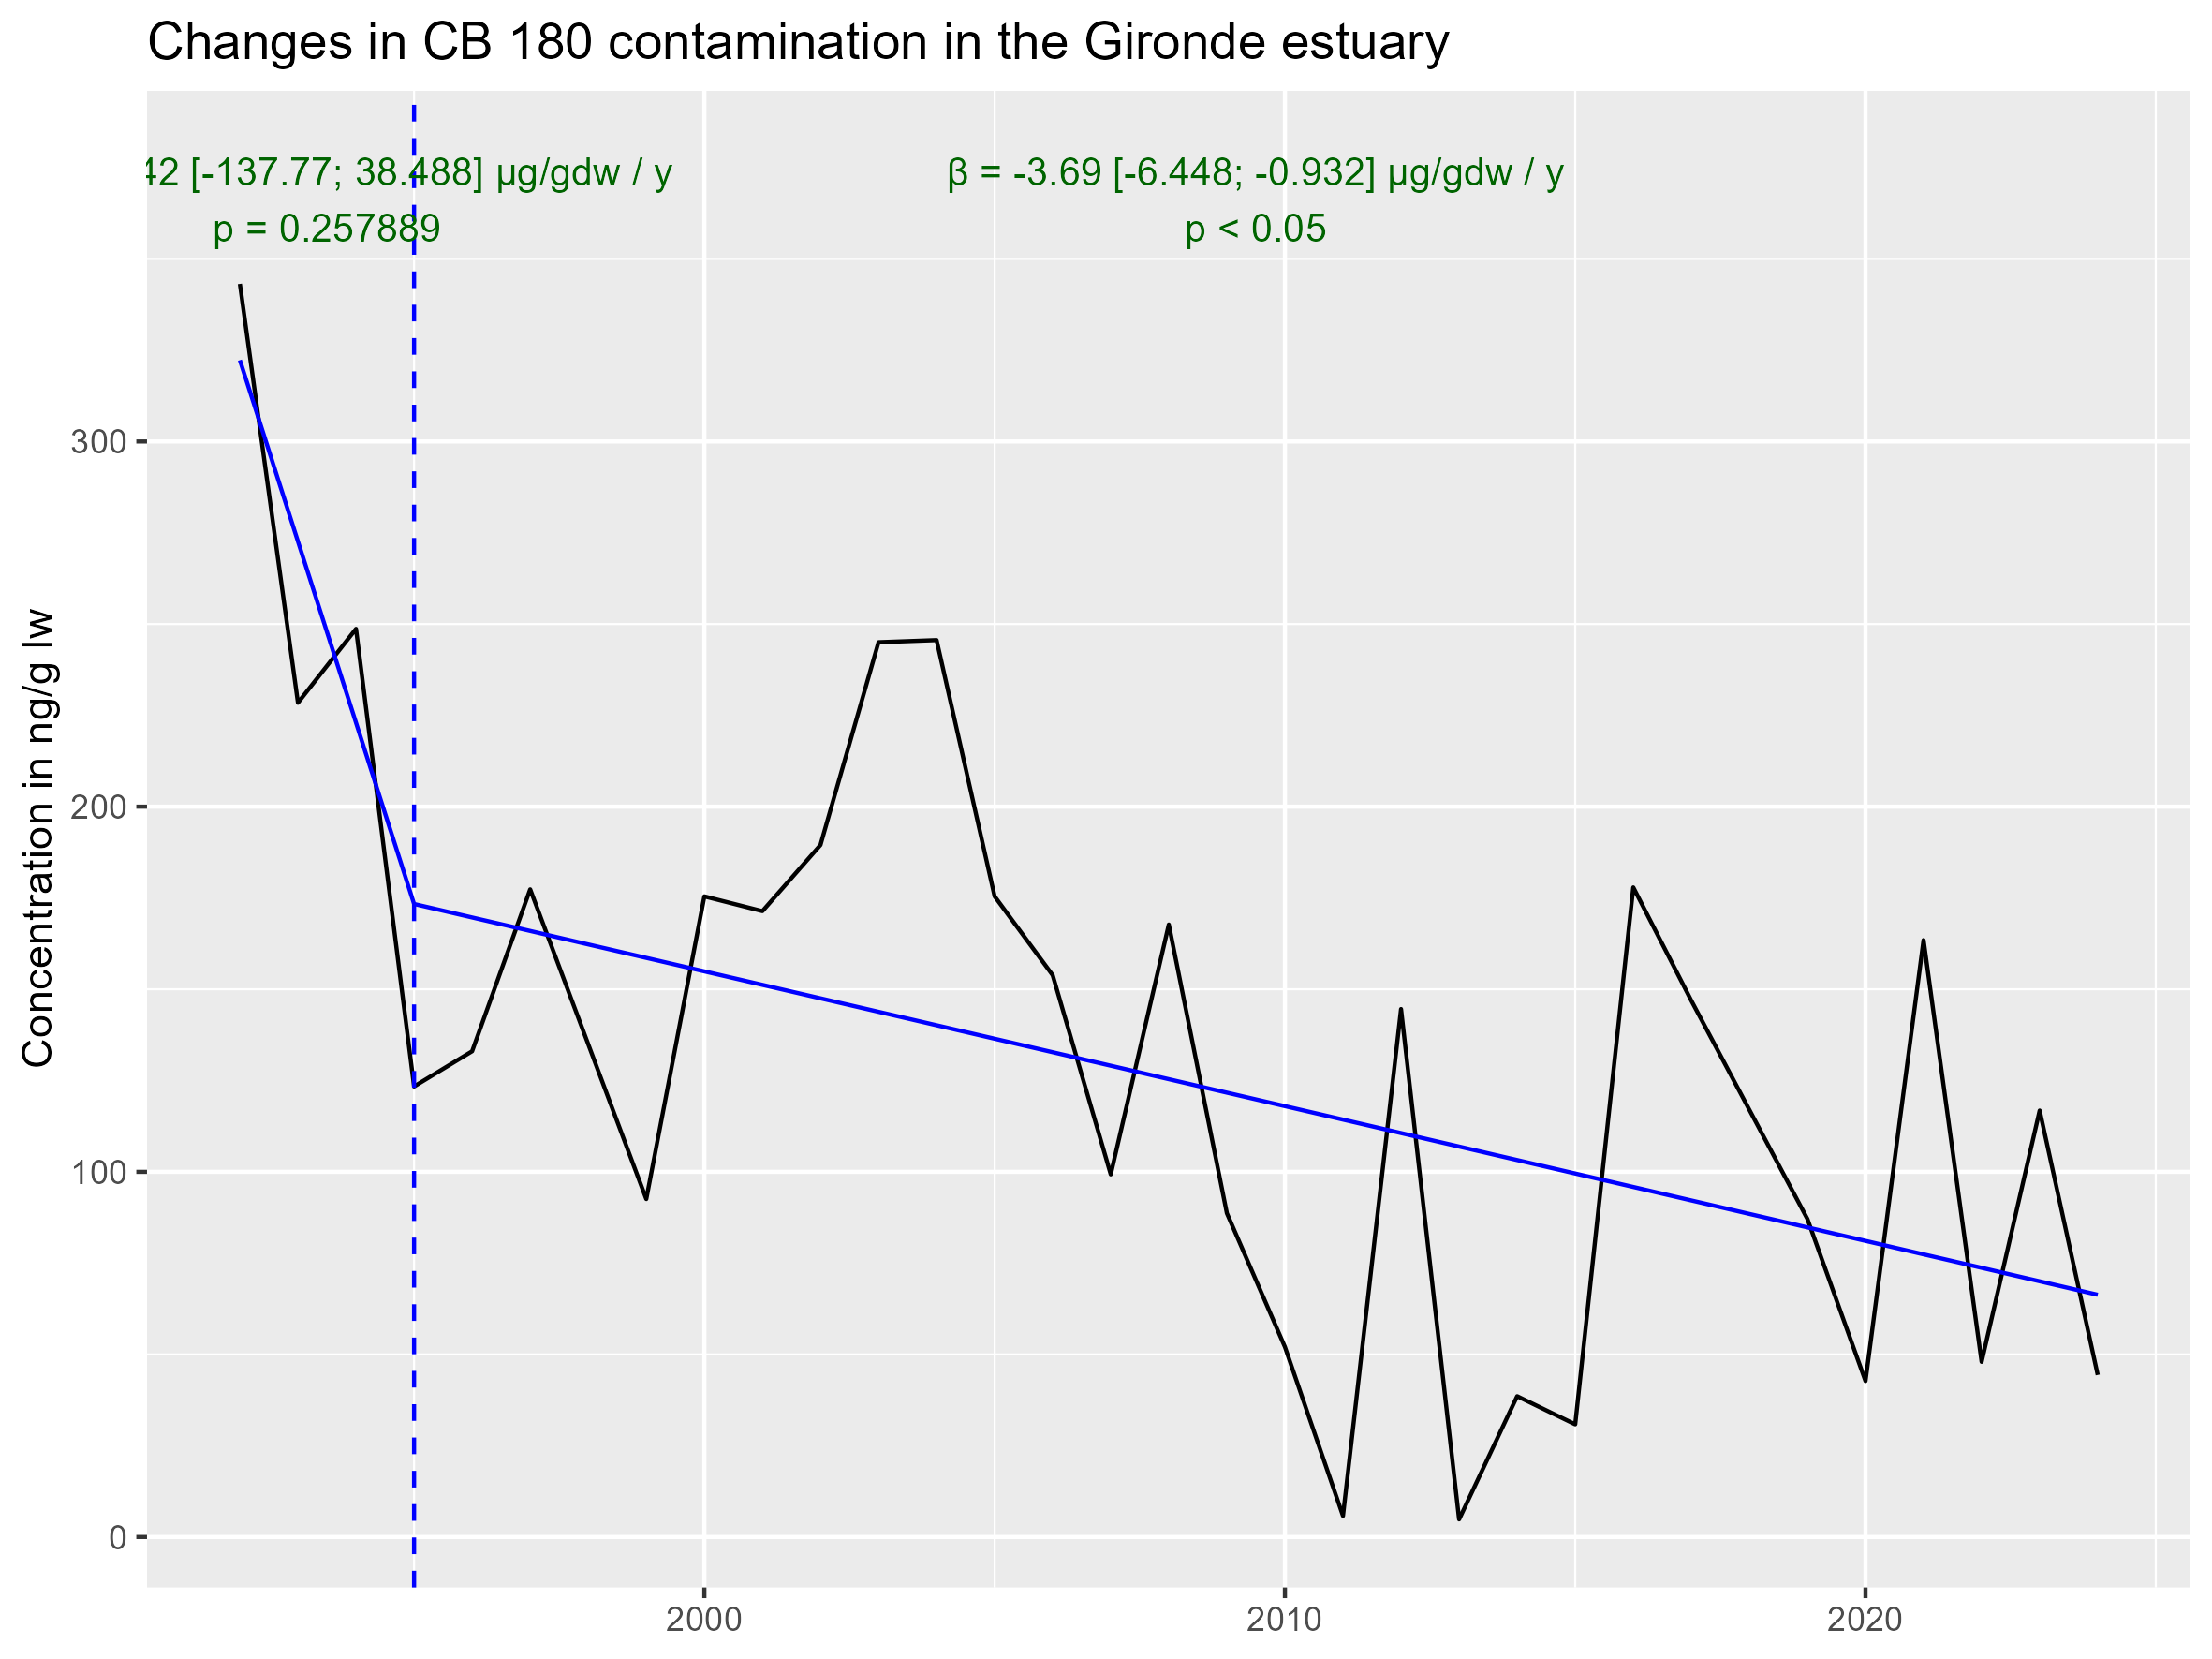 Changes in CB 180 contamination in the Gironde estuary
42 [-137.77; 38.488] µg/gdw / y
p = 0.257889
β = -3.69 [-6.448; -0.932] µg/gdw / y
p < 0.05
Concentration in ng/g lw
300
200
100
0
2000
2010
2020